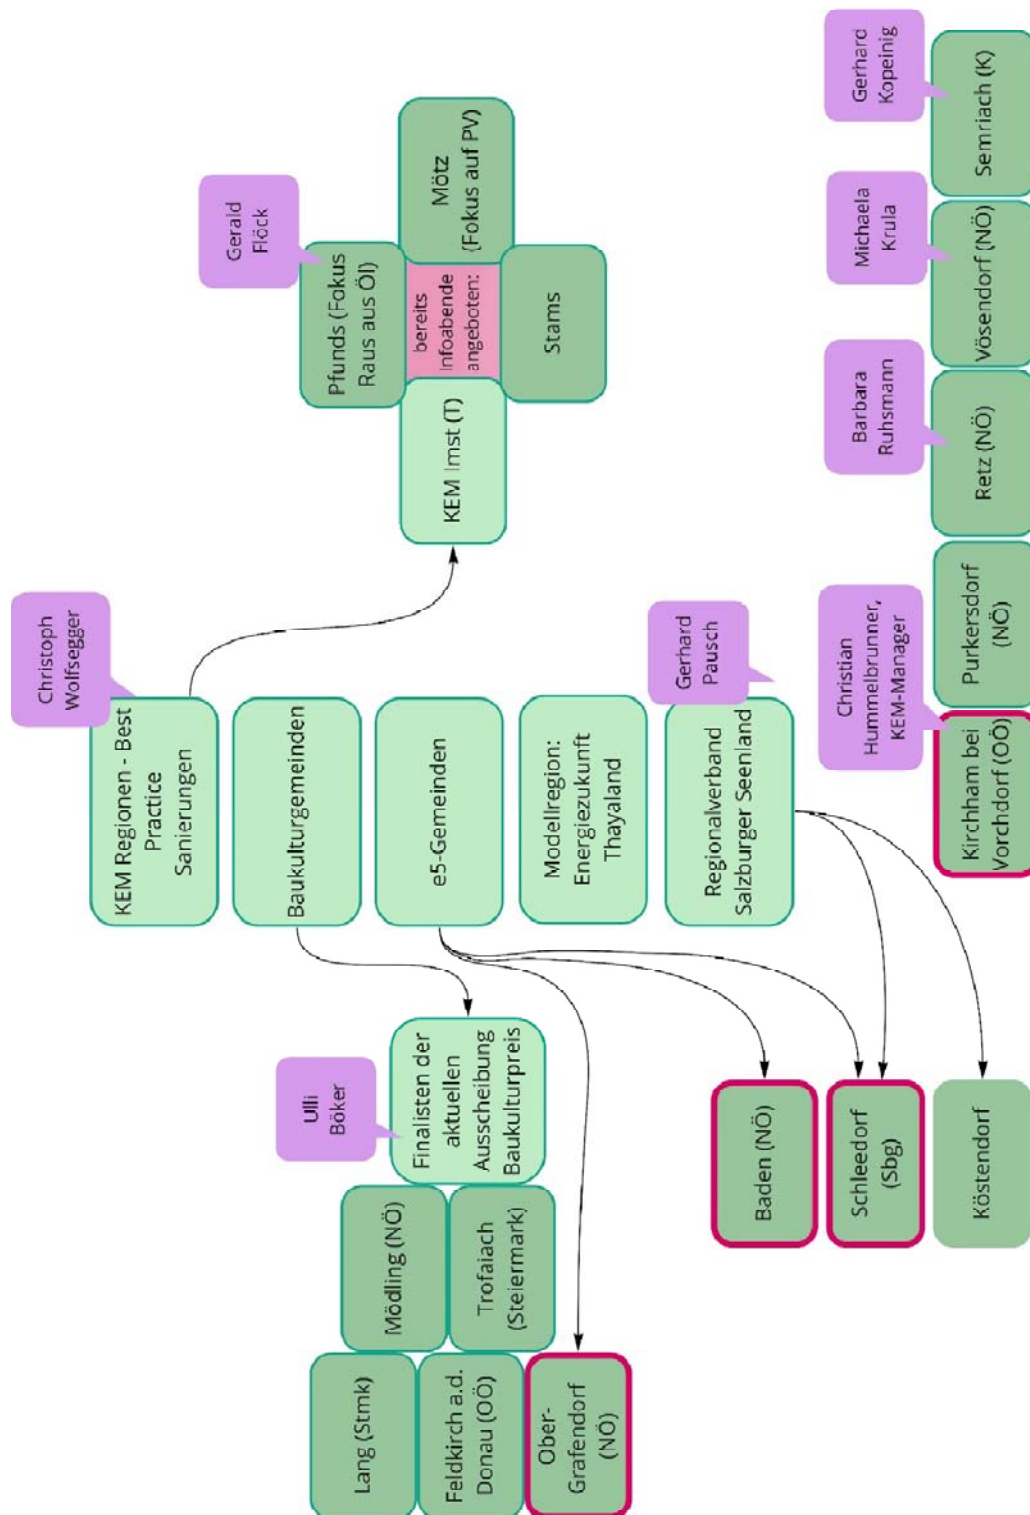 Christoph
Wolfsegger
KEM Regionen - Best
Practice
Sanierungen
Gerald
Flöck
Pfunds (Fokus
Raus aus Öl)
KEM Imst (T)
bereits
Infoabende
angeboten:
Mötz
(Fokus auf PV)
Stams
Baukulturgemeinden
Ulli
Böker
Finalisten der
aktuellen
Ausscheibung
Baukulturpreis
Lang (Stmk)
Mödling (NÖ)
Feldkirch a.d.
Donau (OÖ)
Trofaiach
(Steiermark)
e5-Gemeinden
Ober-
Grafendorf
(NÖ)
Modellregion:
Energiezukunft
Thayaland
Gerhard
Pausch
Regionalverband
Salzburger Seenland
Baden (NÖ)
Schleedorf
(Sbg)
Köstendorf
Christian
Hummelbrunner,
KEM-Manager
Kirchham bei
Vorchdorf (OÖ)
Purkersdorf
(NÖ)
Barbara
Ruhsmann
Retz (NÖ)
Michaela
Krula
Vösendorf (NÖ)
Gerhard
Kopeinig
Semriach (K)